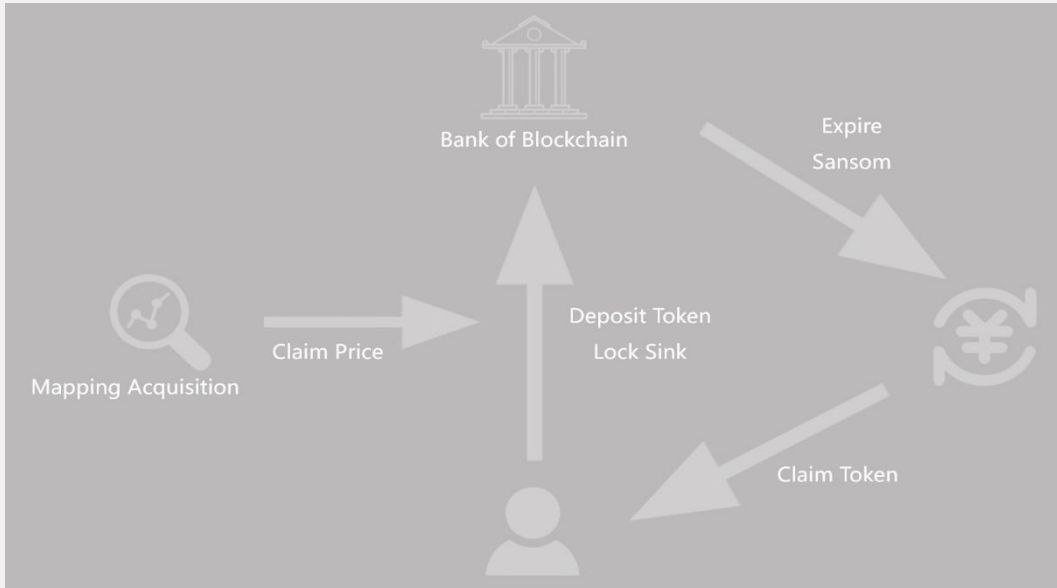 Bank of Blockchain
Expire
Sansom
Deposit Token
Lock Sink
Claim Price
Mapping Acquisition
Claim Token
¥